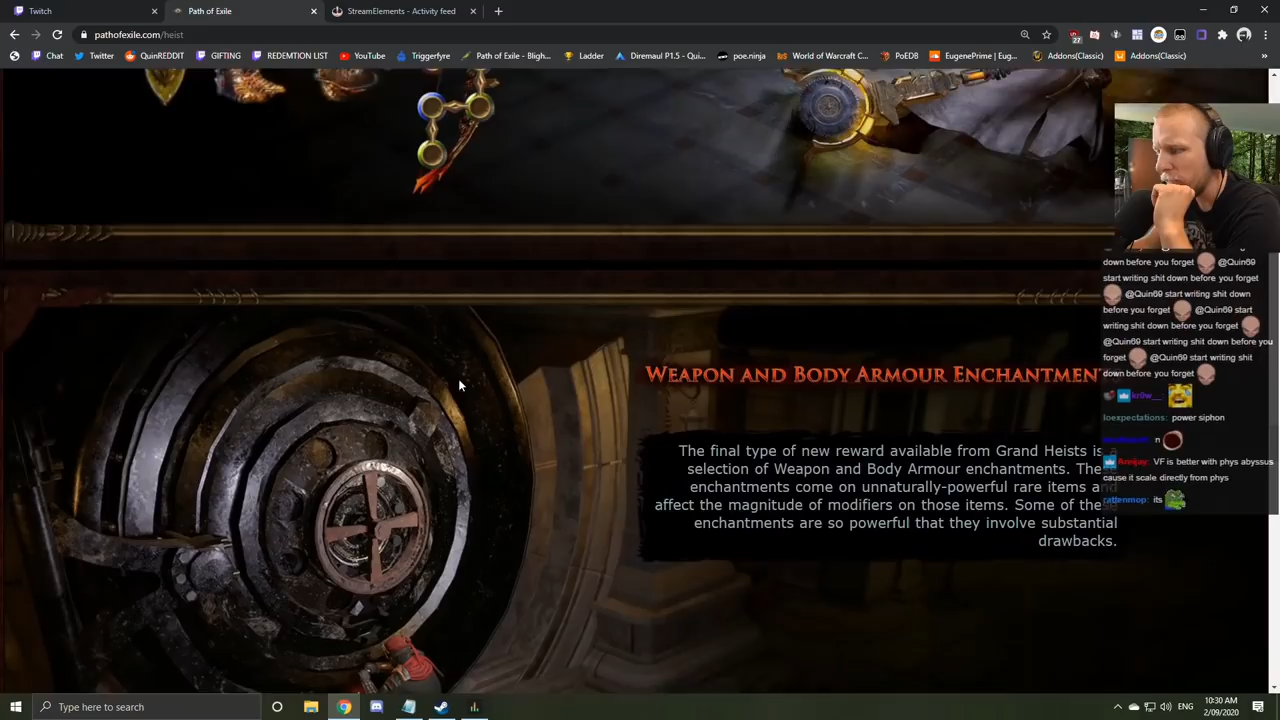 Twitch
Path of Exile
StreamElements - Activity feed
pathofexile.com/heist
27
Chat
Twitter
QuinREDDIT
GIFTING
REDEMTION LIST
YouTube
Triggerfyre
Path of Exile - Bligh...
Ladder
Diremaul P1.5 - Qui...
poe.ninja
World of Warcraft C...
PoEDB
EugenePrime | Eug...
Addons(Classic)
Addons(Classic)
WEAPON AND BODY ARMOUR ENCHANTMEN
The final type of new reward available from Grand Heists is a
selection of Weapon and Body Armour enchantments. The
enchantments come on unnaturally-powerful rare items and
affect the magnitude of modifiers on those items. Some of these
enchantments are so powerful that they involve substantial
drawbacks.
down before you forget @Quin69
start writing shit down before you forget
@Quin69 start writing shit down
before you forget @Quin69 start
writing shit down before you forget
@Quin69 start writing shit down before you
forget @Quin69 start writing shit
down before you forget
kr0w__:
loexpectations: power siphon
n
VF is better with phys abyssus
cause it scale directly from phys
rattenmop: its
Type here to search
ENG
10:30 AM
2/09/2020